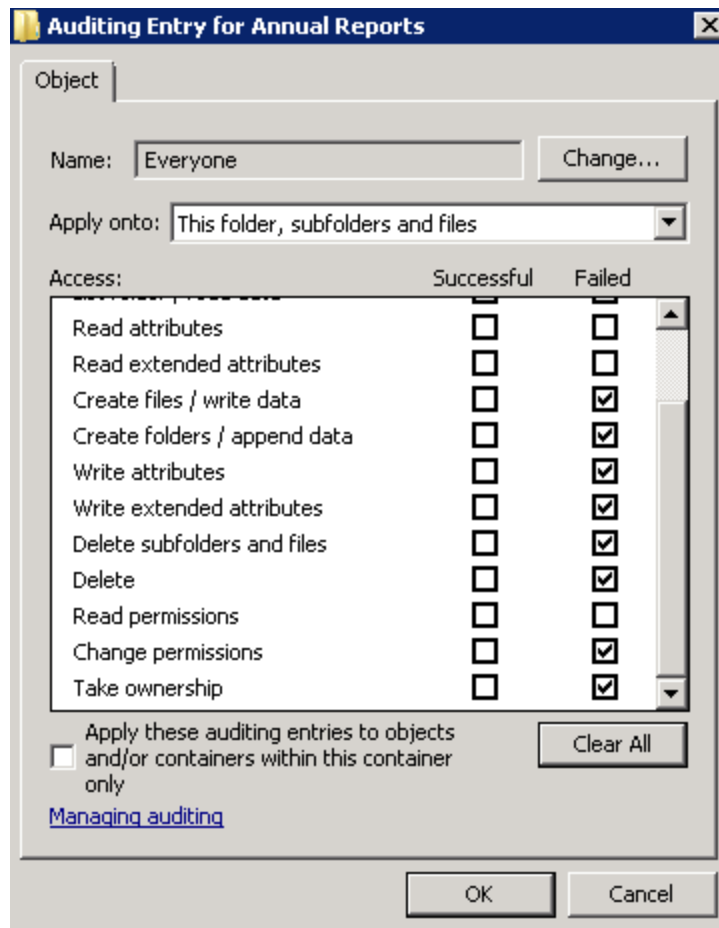 Auditing Entry for Annual Reports
Object
Name: Everyone Change...
Apply onto: This folder, subfolders and files
Access: Successful Failed
Read attributes
Read extended attributes
Create files / write data
Create folders / append data
Write attributes
Write extended attributes
Delete subfolders and files
Delete
Read permissions
Change permissions
Take ownership
Apply these auditing entries to objects
and/or containers within this container
only
Clear All
Managing auditing
OK Cancel